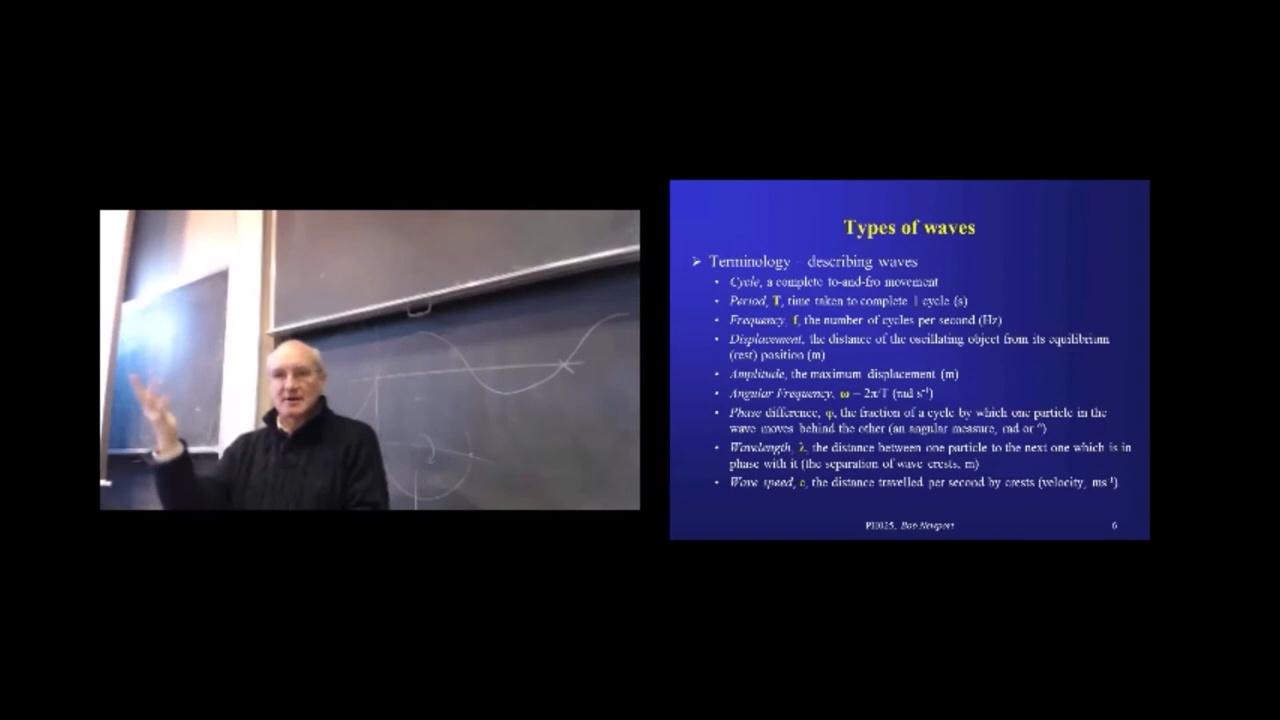 Types of waves
➢ Terminology – describing waves
• Cycle, a complete to-and-fro movement
• Period, T, time taken to complete 1 cycle (s)
• Frequency, f, the number of cycles per second (Hz)
• Displacement, the distance of the oscillating object from its equilibrium
(rest) position (m)
• Amplitude, the maximum displacement (m)
• Angular Frequency, ω = 2π/T (rad s⁻¹)
• Phase difference, φ, the fraction of a cycle by which one particle in the
wave moves behind the other (an angular measure, rad or °)
• Wavelength, λ, the distance between one particle to the next one which is in
phase with it (the separation of wave crests, m)
• Wave speed, c, the distance travelled per second by crests (velocity, ms⁻¹)
PH025, Bob Newport
6